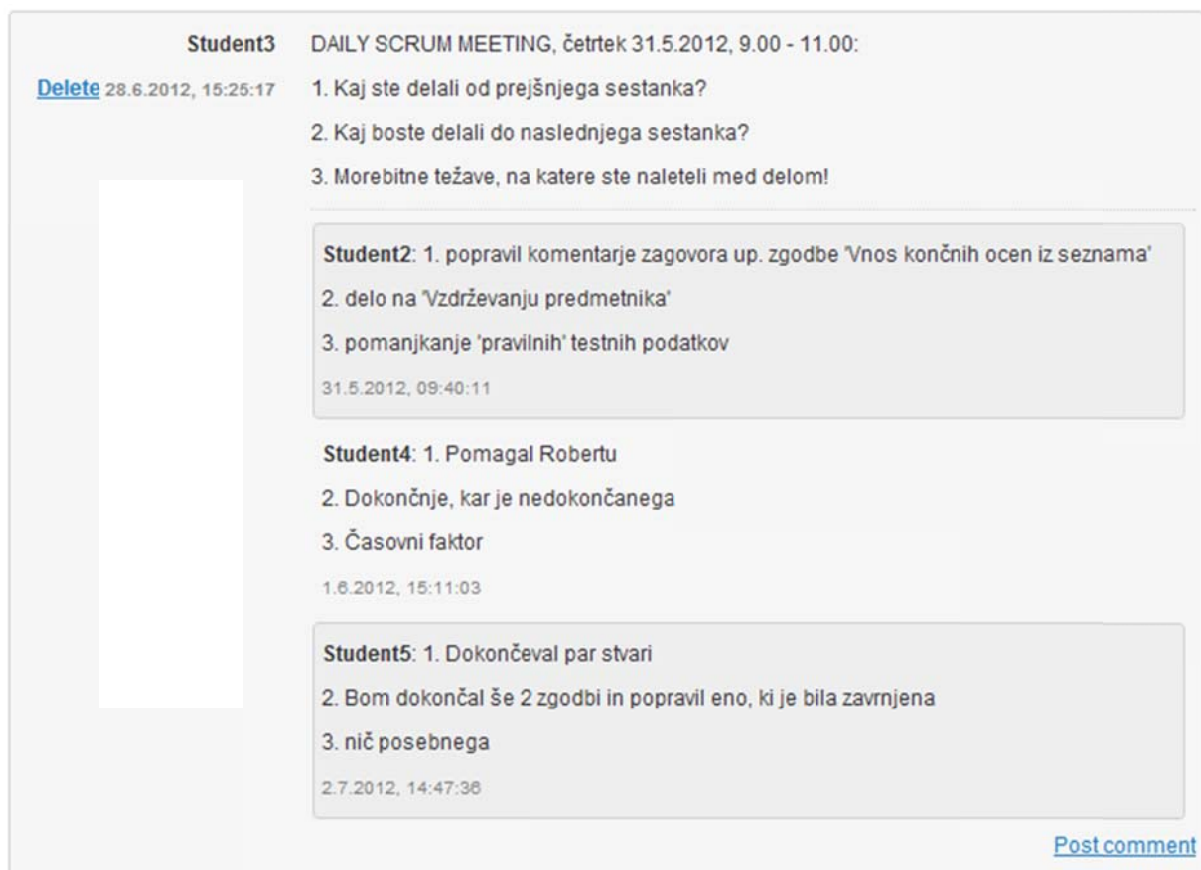 Student3 DAILY SCRUM MEETING, četrtek 31.5.2012, 9.00 - 11.00:
Delete 28.6.2012, 15:25:17 1. Kaj ste delali od prejšnjega sestanka?
2. Kaj boste delali do naslednjega sestanka?
3. Morebitne težave, na katere ste naleteli med delom!
Student2: 1. popravil komentarje zagovora up. zgodbe 'Vnos končnih ocen iz seznama'
2. delo na 'Vzdrževanju predmetnika'
3. pomanjkanje 'pravilnih' testnih podatkov
31.5.2012, 09:40:11
Student4: 1. Pomagal Robertu
2. Dokončnje, kar je nedokončanega
3. Časovni faktor
1.6.2012, 15:11:03
Student5: 1. Dokončeval par stvari
2. Bom dokončal še 2 zgodbi in popravil eno, ki je bila zavrnjena
3. nič posebnega
2.7.2012, 14:47:36
Post comment